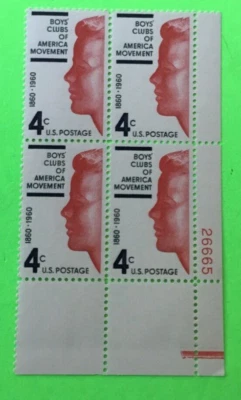 BOYS'
CLUBS
OF
AMERICA
MOVEMENT
1860 · 1960
4c
U.S. POSTAGE
BOYS'
CLUBS
OF
AMERICA
MOVEMENT
1860 · 1960
4c
U.S. POSTAGE
BOYS'
CLUBS
OF
AMERICA
MOVEMENT
1860 · 1960
4c
U.S. POSTAGE
BOYS'
CLUBS
OF
AMERICA
MOVEMENT
1860 · 1960
4c
U.S. POSTAGE
26665